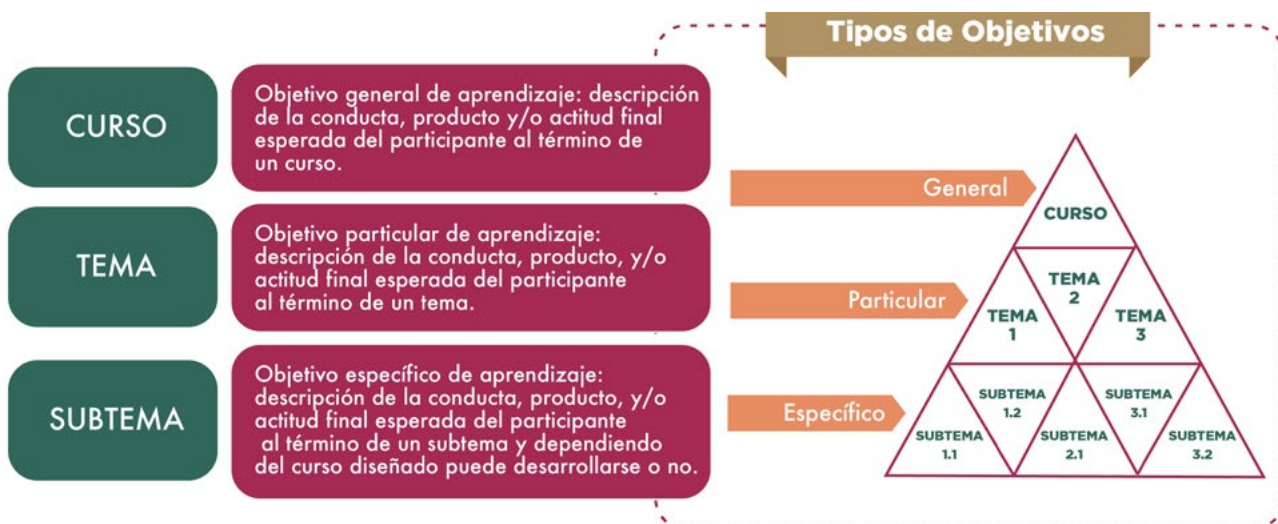 Tipos de Objetivos
CURSO
Objetivo general de aprendizaje: descripción
de la conducta, producto y/o actitud final
esperada del participante al término de
un curso.
TEMA
Objetivo particular de aprendizaje:
descripción de la conducta, producto, y/o
actitud final esperada del participante
al término de un tema.
SUBTEMA
Objetivo específico de aprendizaje:
descripción de la conducta, producto, y/o
actitud final esperada del participante
al término de un subtema y dependiendo
del curso diseñado puede desarrollarse o no.
General
CURSO
Particular
TEMA
1
TEMA
2
TEMA
3
Específico
SUBTEMA
1.1
SUBTEMA
1.2
SUBTEMA
2.1
SUBTEMA
3.1
SUBTEMA
3.2